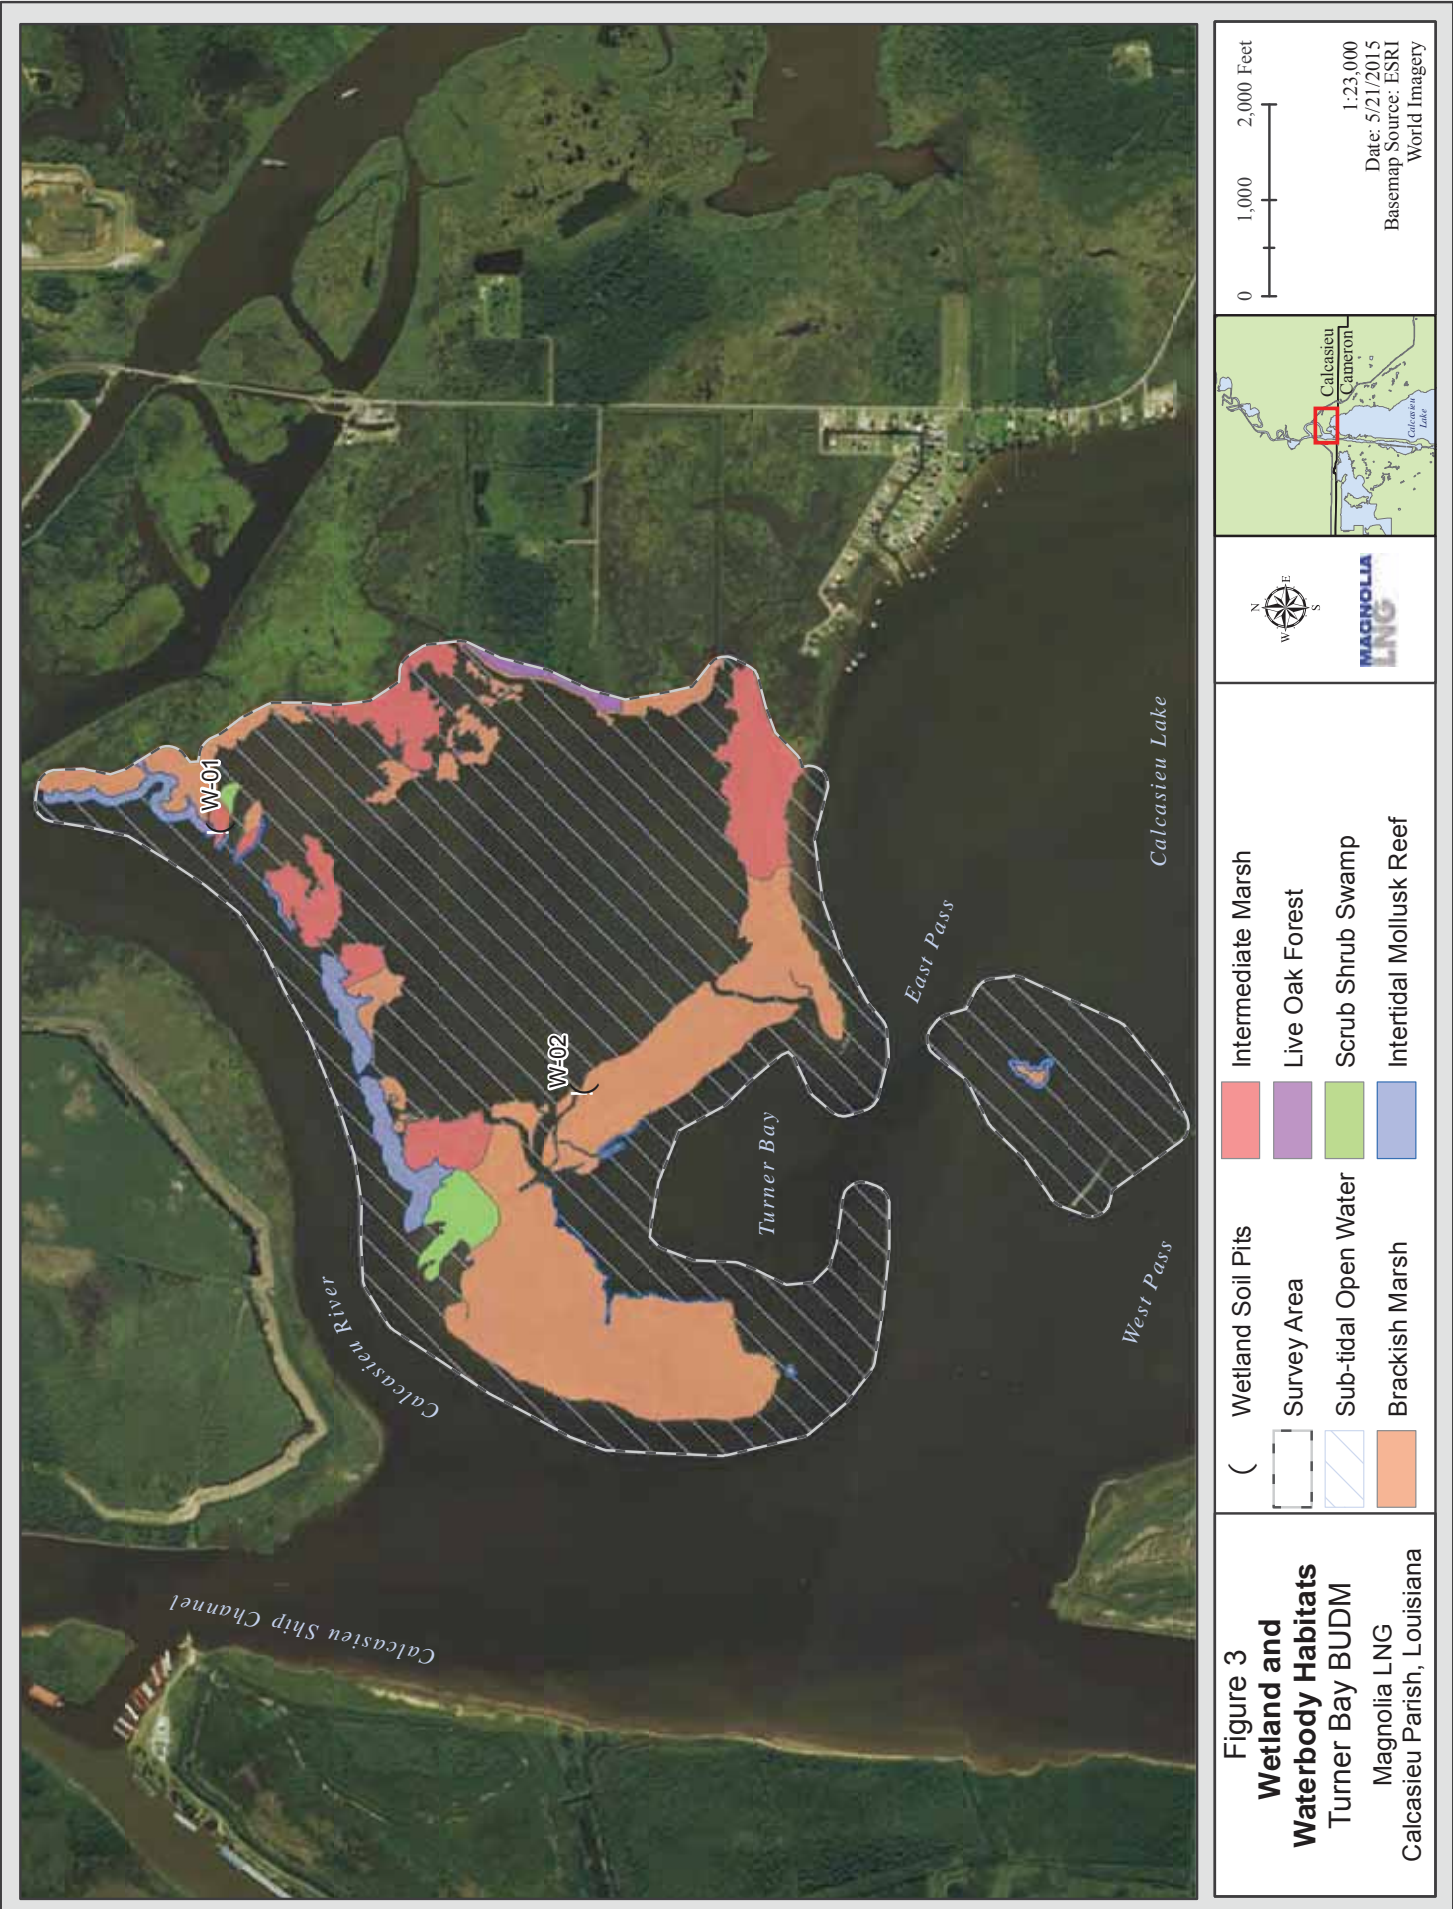 Calcasieu Ship Channel
Calcasieu River
W-01
W-02
Turner Bay
East Pass
West Pass
Calcasieu Lake
Figure 3
Wetland and
Waterbody Habitats
Turner Bay BUDM
Magnolia LNG
Calcasieu Parish, Louisiana
( Wetland Soil Pits
Survey Area
Sub-tidal Open Water
Brackish Marsh
Intermediate Marsh
Live Oak Forest
Scrub Shrub Swamp
Intertidal Mollusk Reef
N
W E
S
MAGNOLIA
LNG
Calcasieu
Cameron
Calcasieu
Lake
0 1,000 2,000 Feet
1:23,000
Date: 5/21/2015
Basemap Source: ESRI
World Imagery